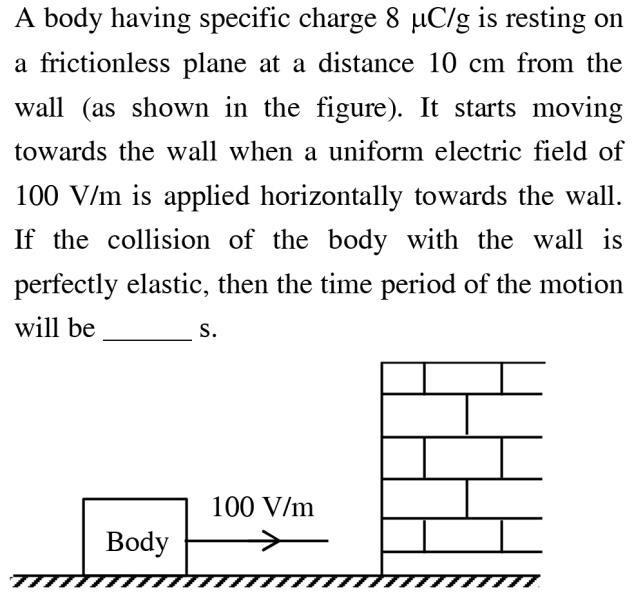 A body having specific charge 8 μC/g is resting on
a frictionless plane at a distance 10 cm from the
wall (as shown in the figure). It starts moving
towards the wall when a uniform electric field of
100 V/m is applied horizontally towards the wall.
If the collision of the body with the wall is
perfectly elastic, then the time period of the motion
will be ______ s.
100 V/m
Body